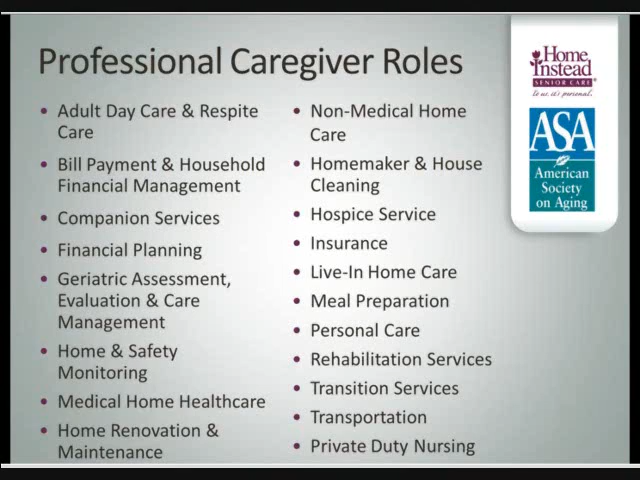 Professional Caregiver Roles
• Adult Day Care & Respite
Care
• Bill Payment & Household
Financial Management
• Companion Services
• Financial Planning
• Geriatric Assessment,
Evaluation & Care
Management
• Home & Safety
Monitoring
• Medical Home Healthcare
• Home Renovation &
Maintenance
• Non-Medical Home
Care
• Homemaker & House
Cleaning
• Hospice Service
• Insurance
• Live-In Home Care
• Meal Preparation
• Personal Care
• Rehabilitation Services
• Transition Services
• Transportation
• Private Duty Nursing
Home
Instead
SENIOR CARE
to us, it's personal.
ASA
American
Society
on Aging